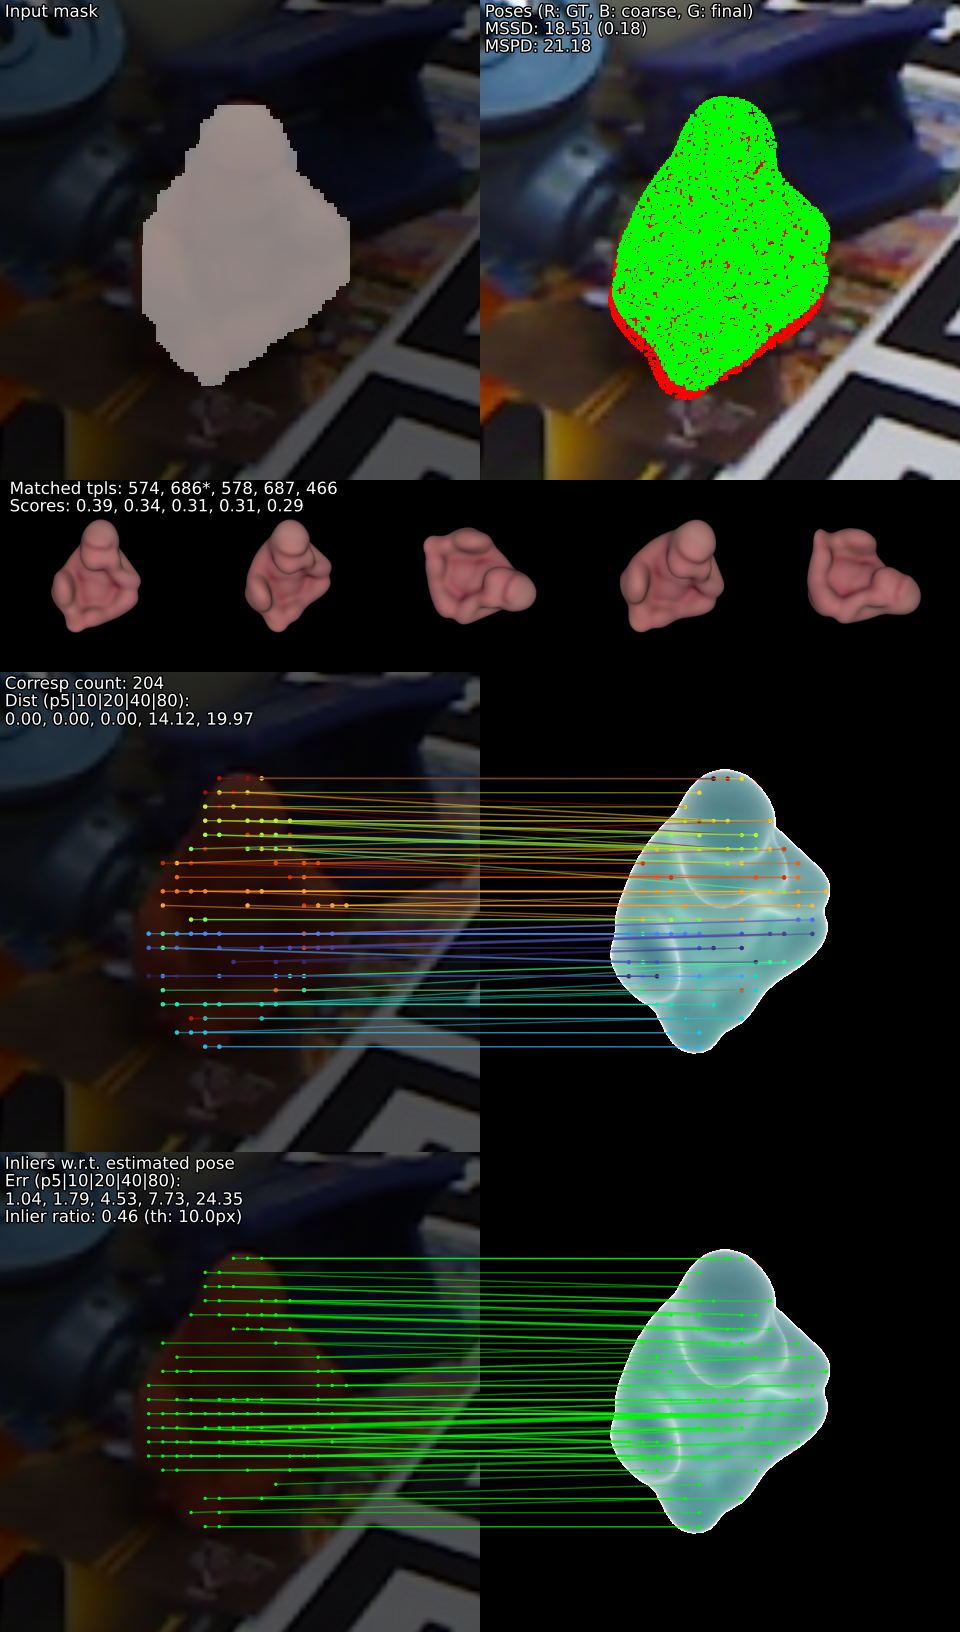 Input mask
Poses (R: GT, B: coarse, G: final)
MSSD: 18.51 (0.18)
MSPD: 21.18
Matched tpls: 574, 686*, 578, 687, 466
Scores: 0.39, 0.34, 0.31, 0.31, 0.29
Corresp count: 204
Dist (p5|10|20|40|80):
0.00, 0.00, 0.00, 14.12, 19.97
Inliers w.r.t. estimated pose
Err (p5|10|20|40|80):
1.04, 1.79, 4.53, 7.73, 24.35
Inlier ratio: 0.46 (th: 10.0px)